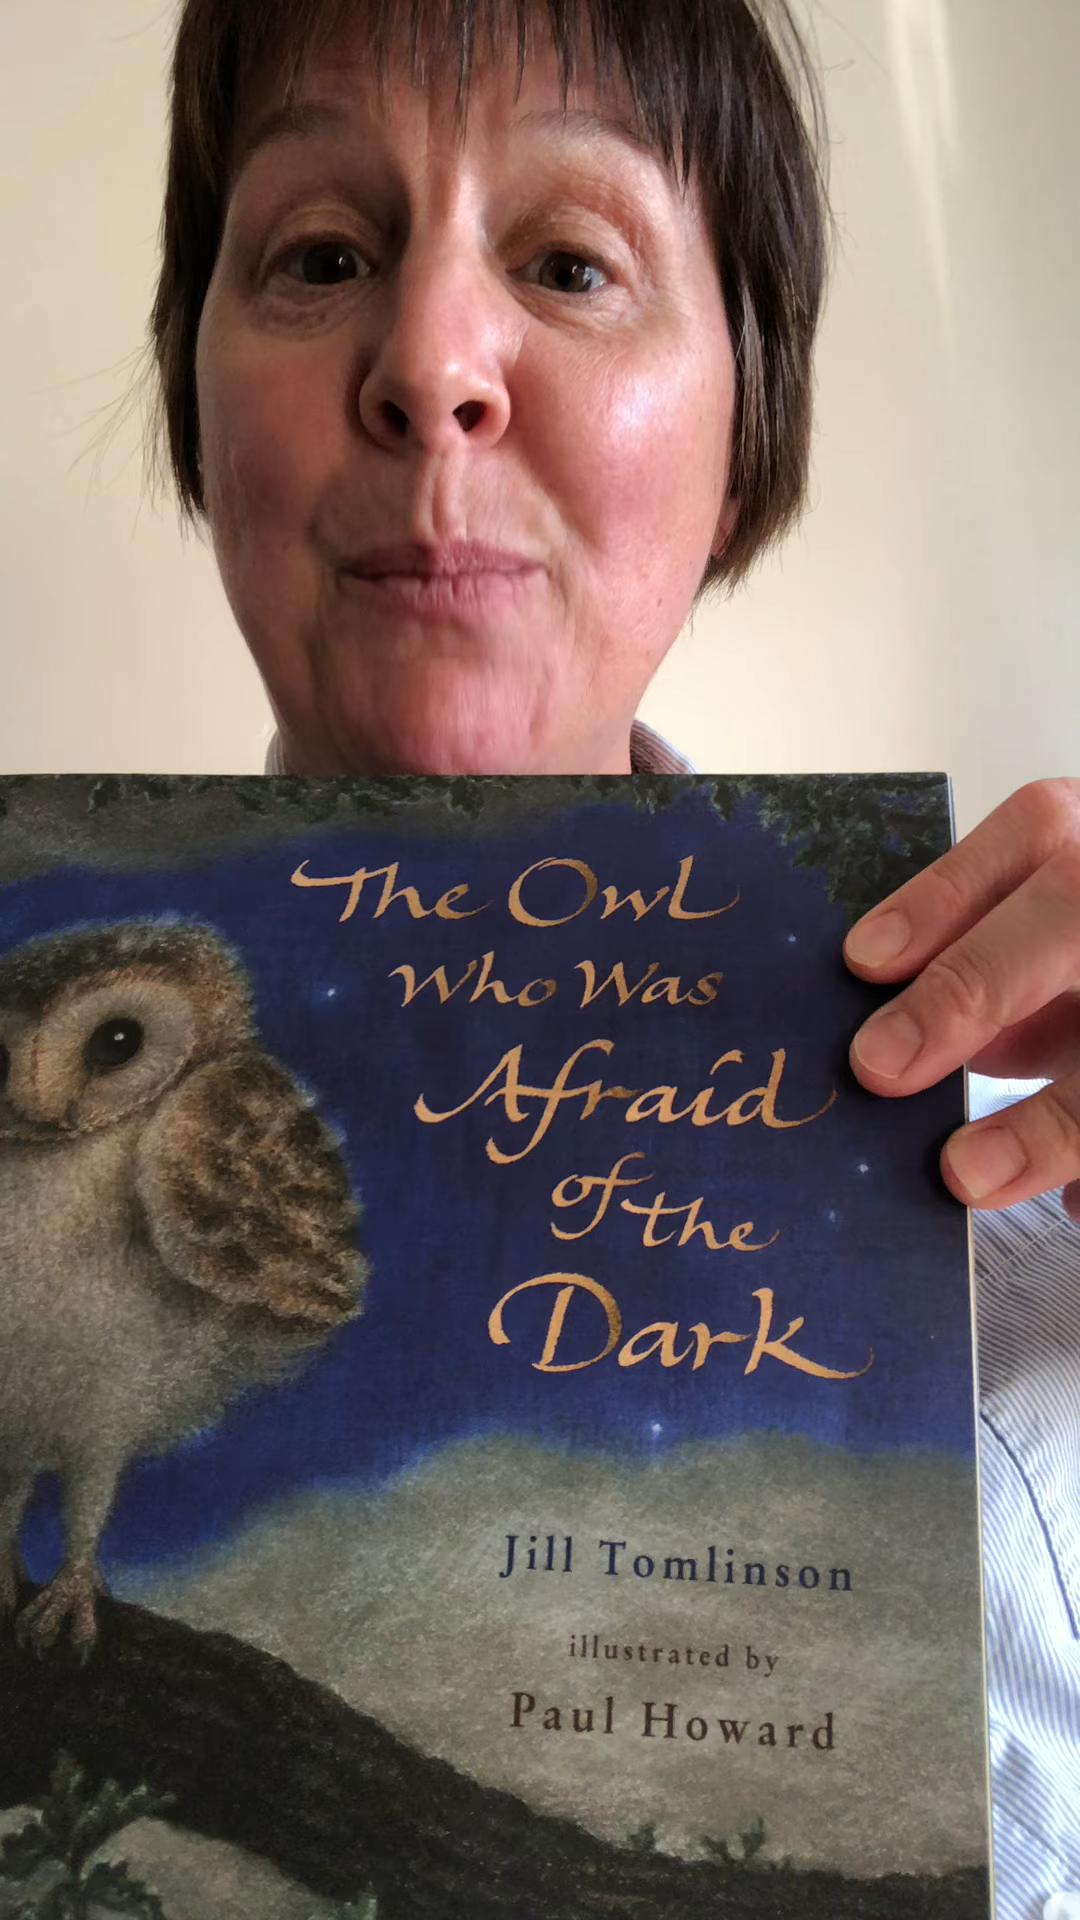 The Owl
Who Was
Afraid
of the
Dark
Jill Tomlinson
illustrated by
Paul Howard